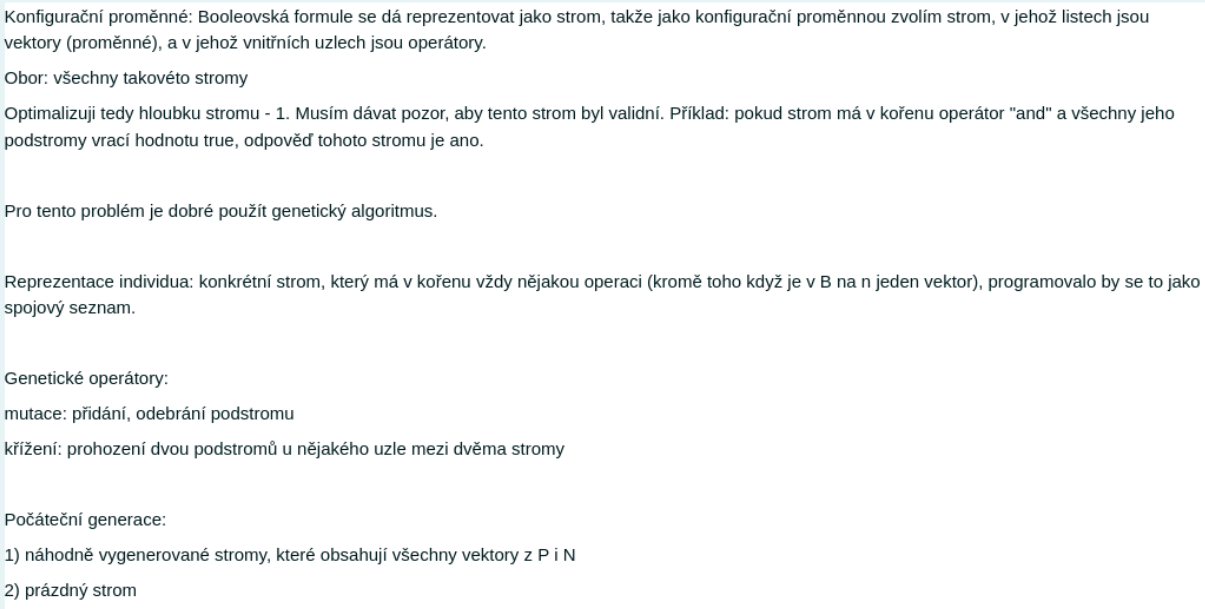 Konfigurační proměnné: Booleovská formule se dá reprezentovat jako strom, takže jako konfigurační proměnnou zvolím strom, v jehož listech jsou
vektory (proměnné), a v jehož vnitřních uzlech jsou operátory.
Obor: všechny takovéto stromy
Optimalizuji tedy hloubku stromu - 1. Musím dávat pozor, aby tento strom byl validní. Příklad: pokud strom má v kořenu operátor "and" a všechny jeho
podstromy vrací hodnotu true, odpověď tohoto stromu je ano.
Pro tento problém je dobré použít genetický algoritmus.
Reprezentace individua: konkrétní strom, který má v kořenu vždy nějakou operaci (kromě toho když je v B na n jeden vektor), programovalo by se to jako
spojový seznam.
Genetické operátory:
mutace: přidání, odebrání podstromu
křížení: prohození dvou podstromů u nějakého uzle mezi dvěma stromy
Počáteční generace:
1) náhodně vygenerované stromy, které obsahují všechny vektory z P i N
2) prázdný strom